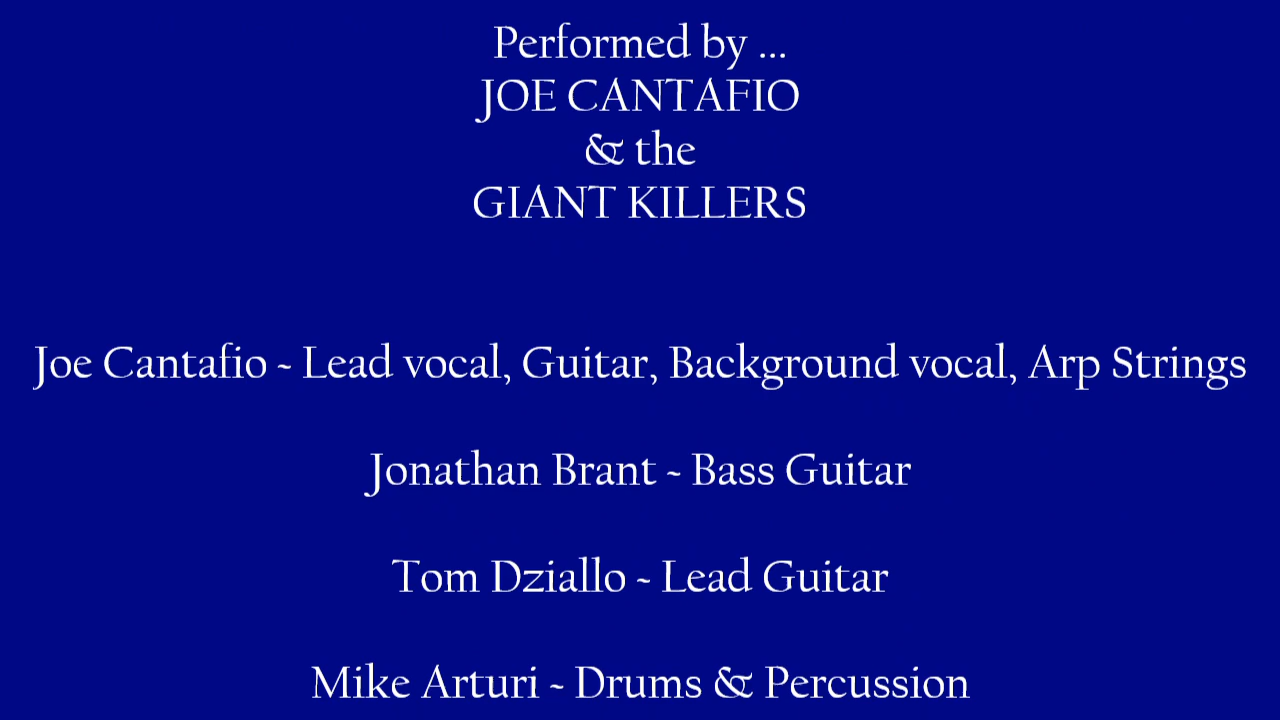 Performed by ...
JOE CANTAFIO
& the
GIANT KILLERS
Joe Cantafio ~ Lead vocal, Guitar, Background vocal, Arp Strings
Jonathan Brant ~ Bass Guitar
Tom Dziallo ~ Lead Guitar
Mike Arturi ~ Drums & Percussion